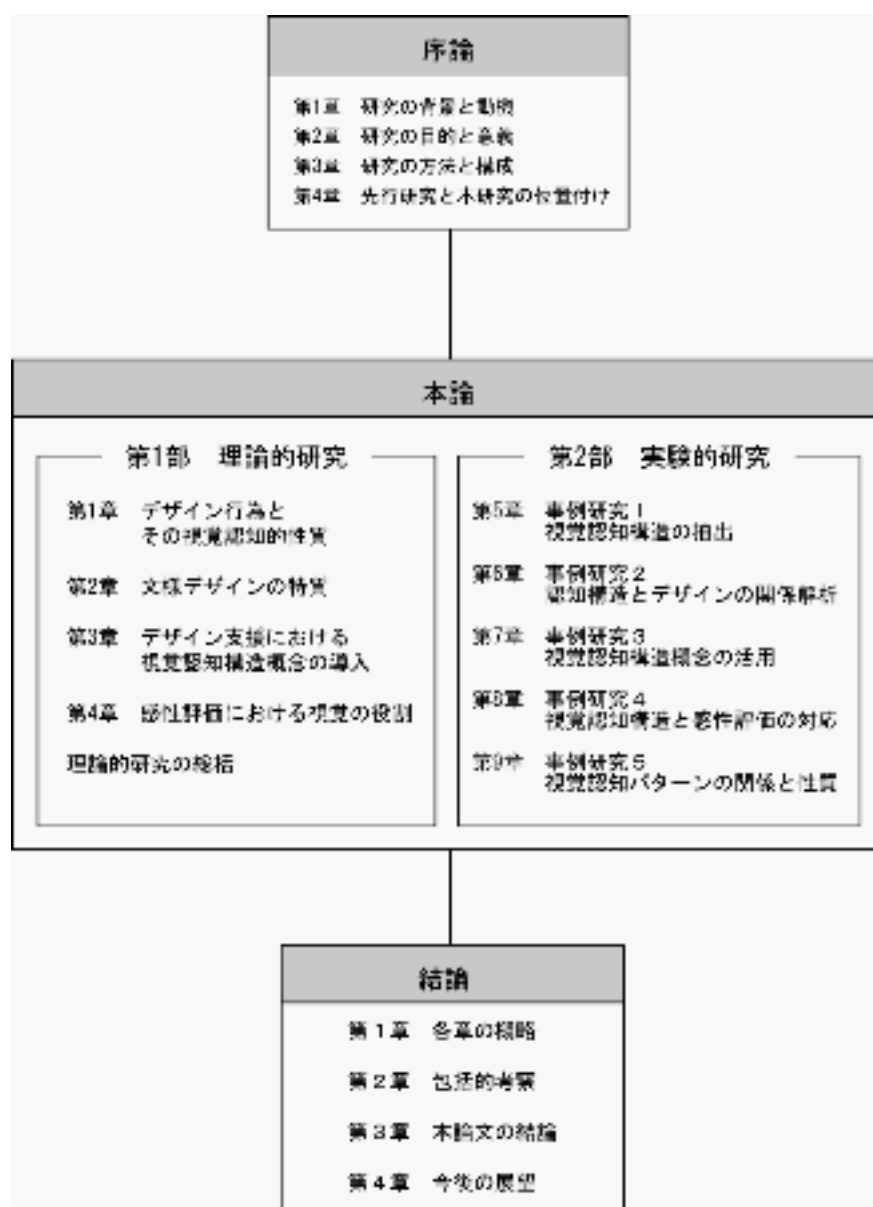 序論
第1章 研究の背景と動機
第2章 研究の目的と意義
第3章 研究の方法と構成
第4章 先行研究と本研究の位置付け
本論
第1部 理論的研究
第1章 デザイン行為と
その視覚認知的性質
第2章 文様デザインの特質
第3章 デザイン支援における
視覚認知構造概念の導入
第4章 感性評価における視覚の役割
理論的研究の総括
第2部 実験的研究
第5章 事例研究1
視覚認知構造の抽出
第6章 事例研究2
認知構造とデザインの関係解析
第7章 事例研究3
視覚認知構造概念の活用
第8章 事例研究4
視覚認知構造と感性評価の対応
第9章 事例研究5
視覚認知パターンの関係と性質
結論
第1章 各章の概略
第2章 包括的考察
第3章 本論文の結論
第4章 今後の展望